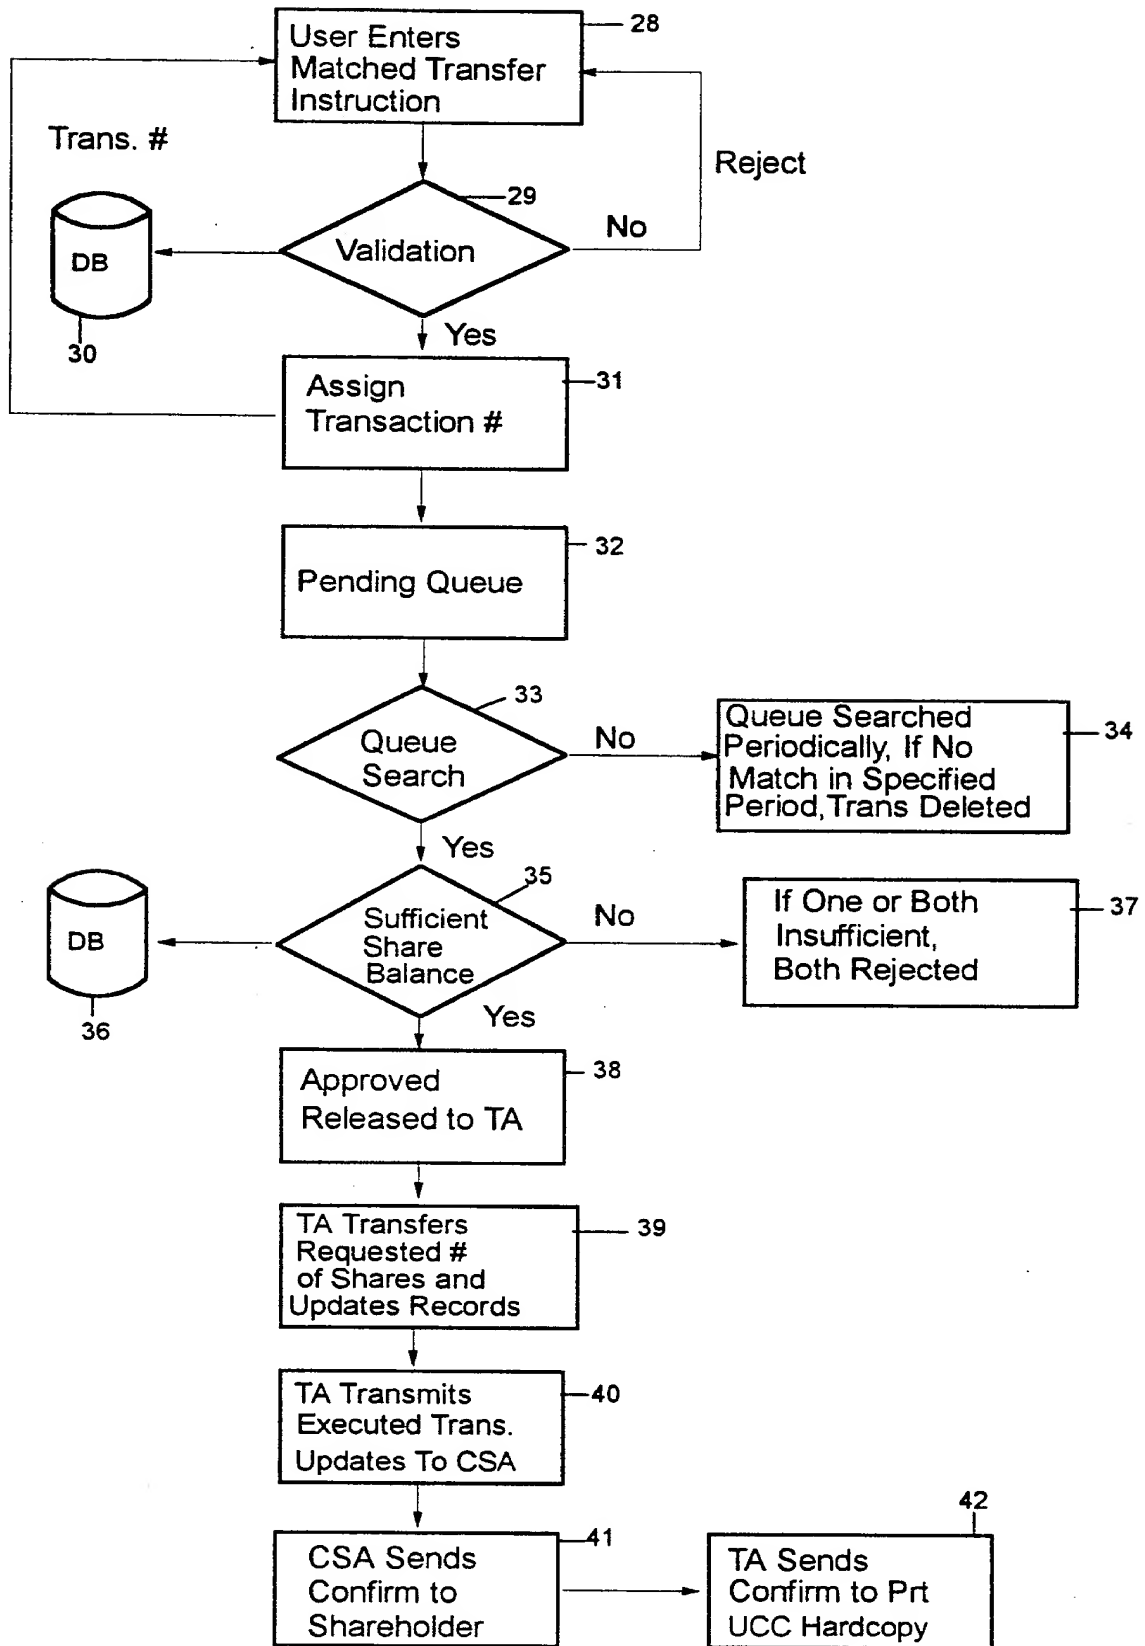 28
User Enters
Matched Transfer
Instruction
Trans. #
Reject
29
Validation
No
DB
30
Yes
31
Assign
Transaction #
32
Pending Queue
33
Queue
Search
No
Queue Searched
Periodically, If No
Match in Specified
Period, Trans Deleted
34
Yes
35
Sufficient
Share
Balance
No
DB
36
If One or Both
Insufficient,
Both Rejected
37
Yes
Approved
Released to TA
38
TA Transfers
Requested #
of Shares and
Updates Records
39
TA Transmits
Executed Trans.
Updates To CSA
40
41
CSA Sends
Confirm to
Shareholder
42
TA Sends
Confirm to Prt
UCC Hardcopy